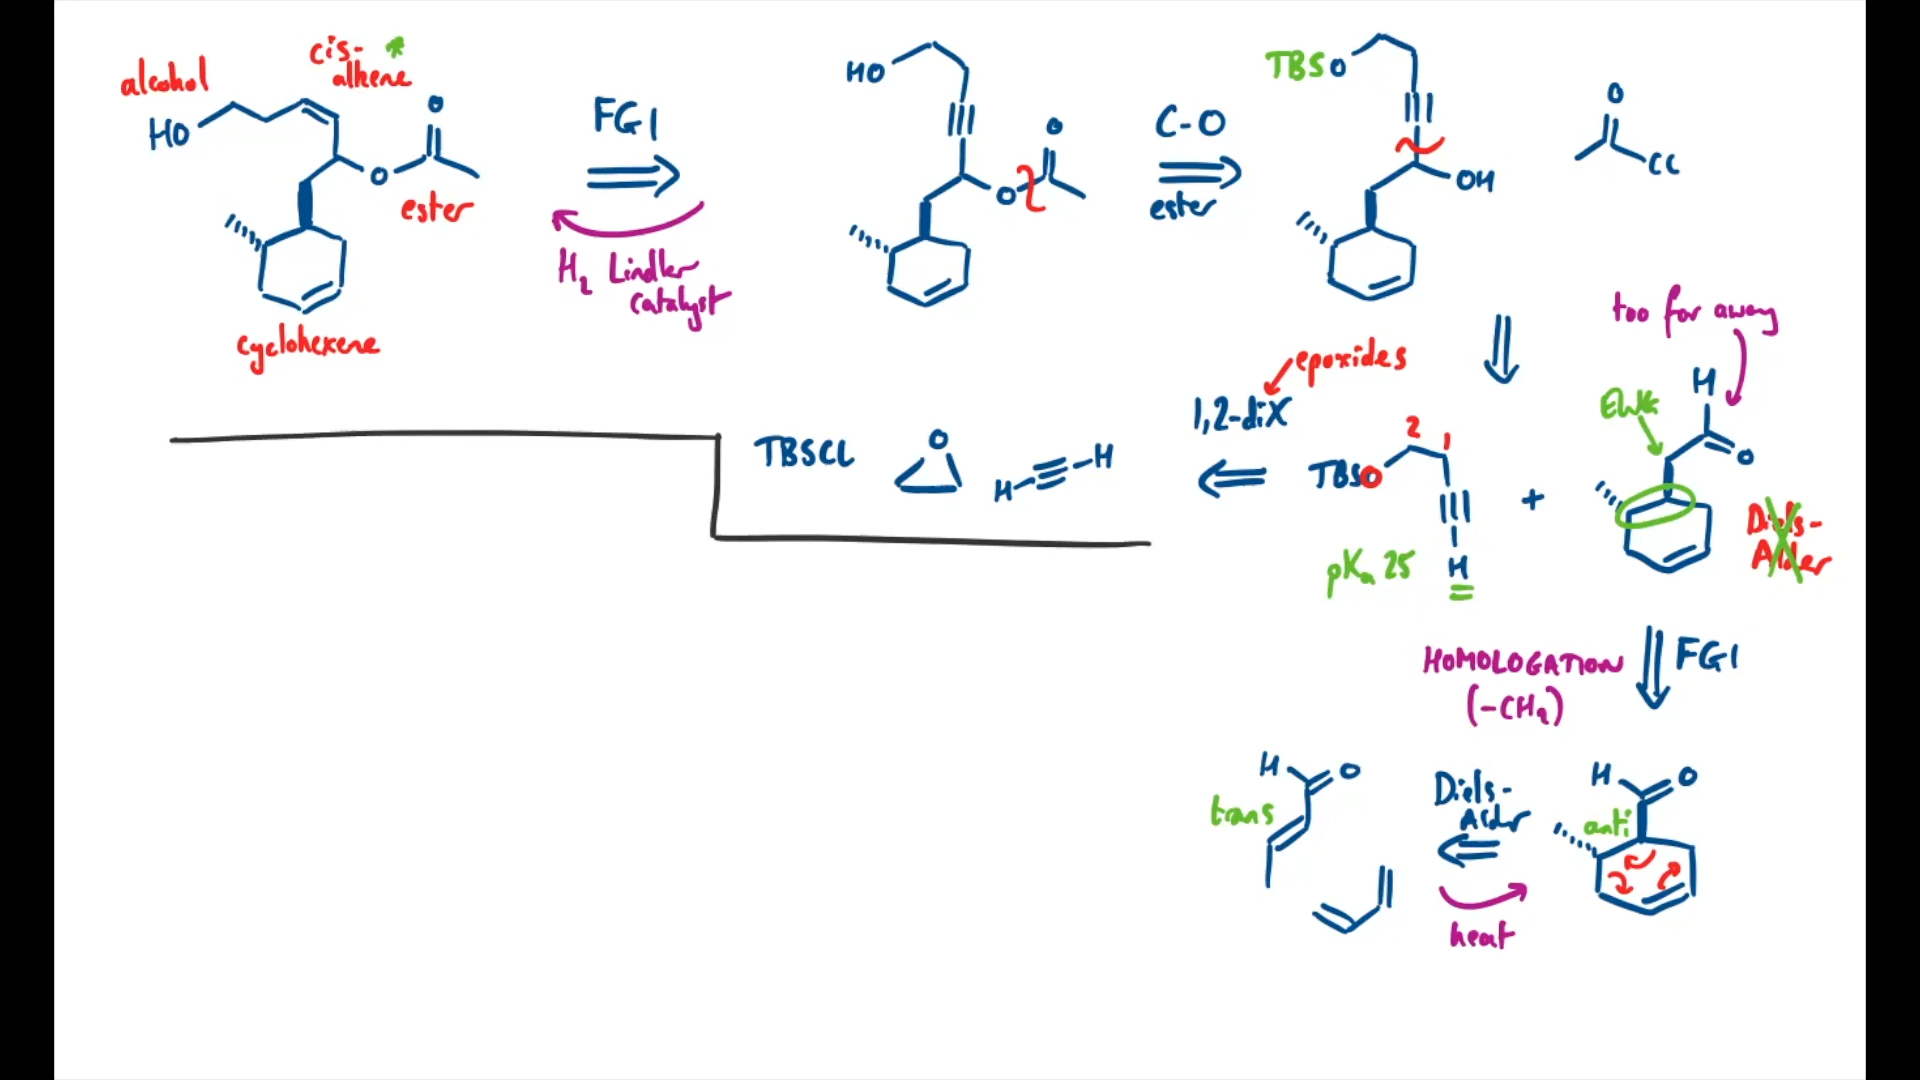 alcohol
cis-
alkene
*
HO
O
O
ester
cyclohexene
FGI
H2 Lindlar
catalyst
HO
O
O
C-O
ester
TBSO
OH
O
Cl
too far away
H
EWG
O
Diels-
Alder
epoxides
1,2-diX
2
1
TBSO
+
pKa 25
H
TBSCl
O
H
H
HOMOLOGATION
(-CH2)
FGI
H
O
trans
Diels-
Alder
heat
H
O
anti